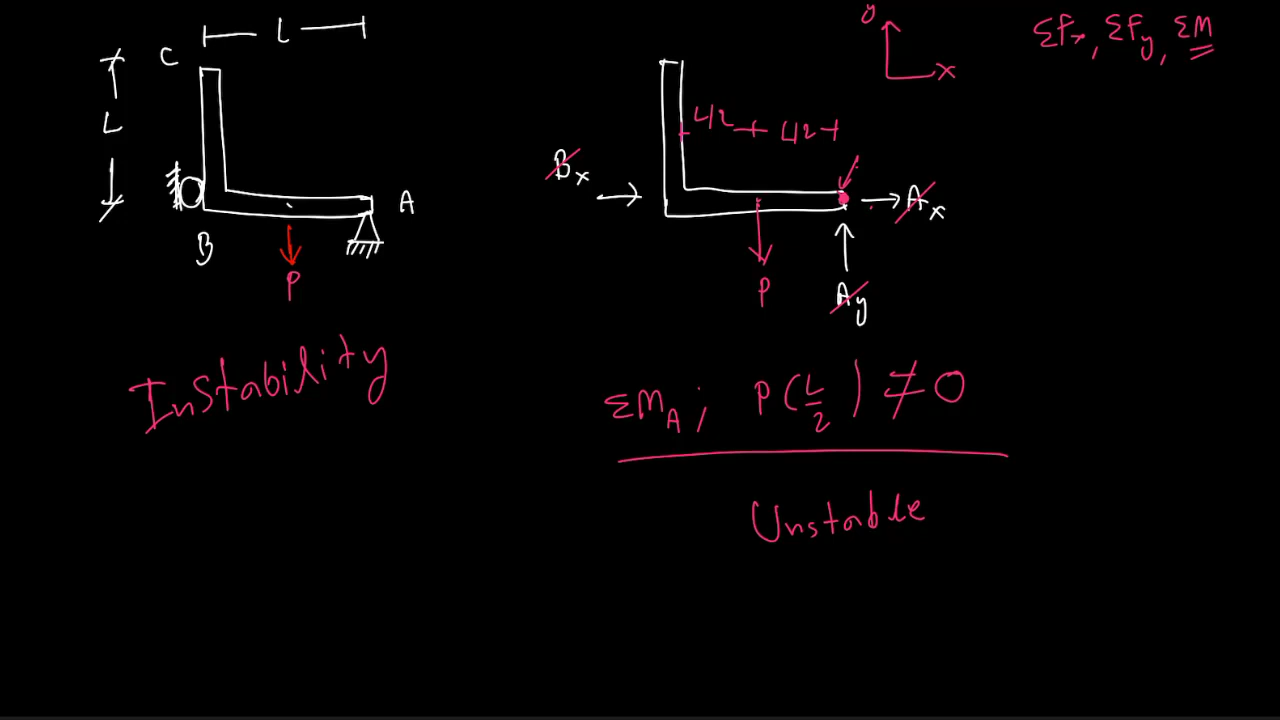 L
C
L
A
B
P
InStability
y
x
ΣFx, ΣFy, ΣM
L/2 + L/2
Bx
Ax
P
Ay
ΣMA; P(L/2) ≠ 0
Unstable